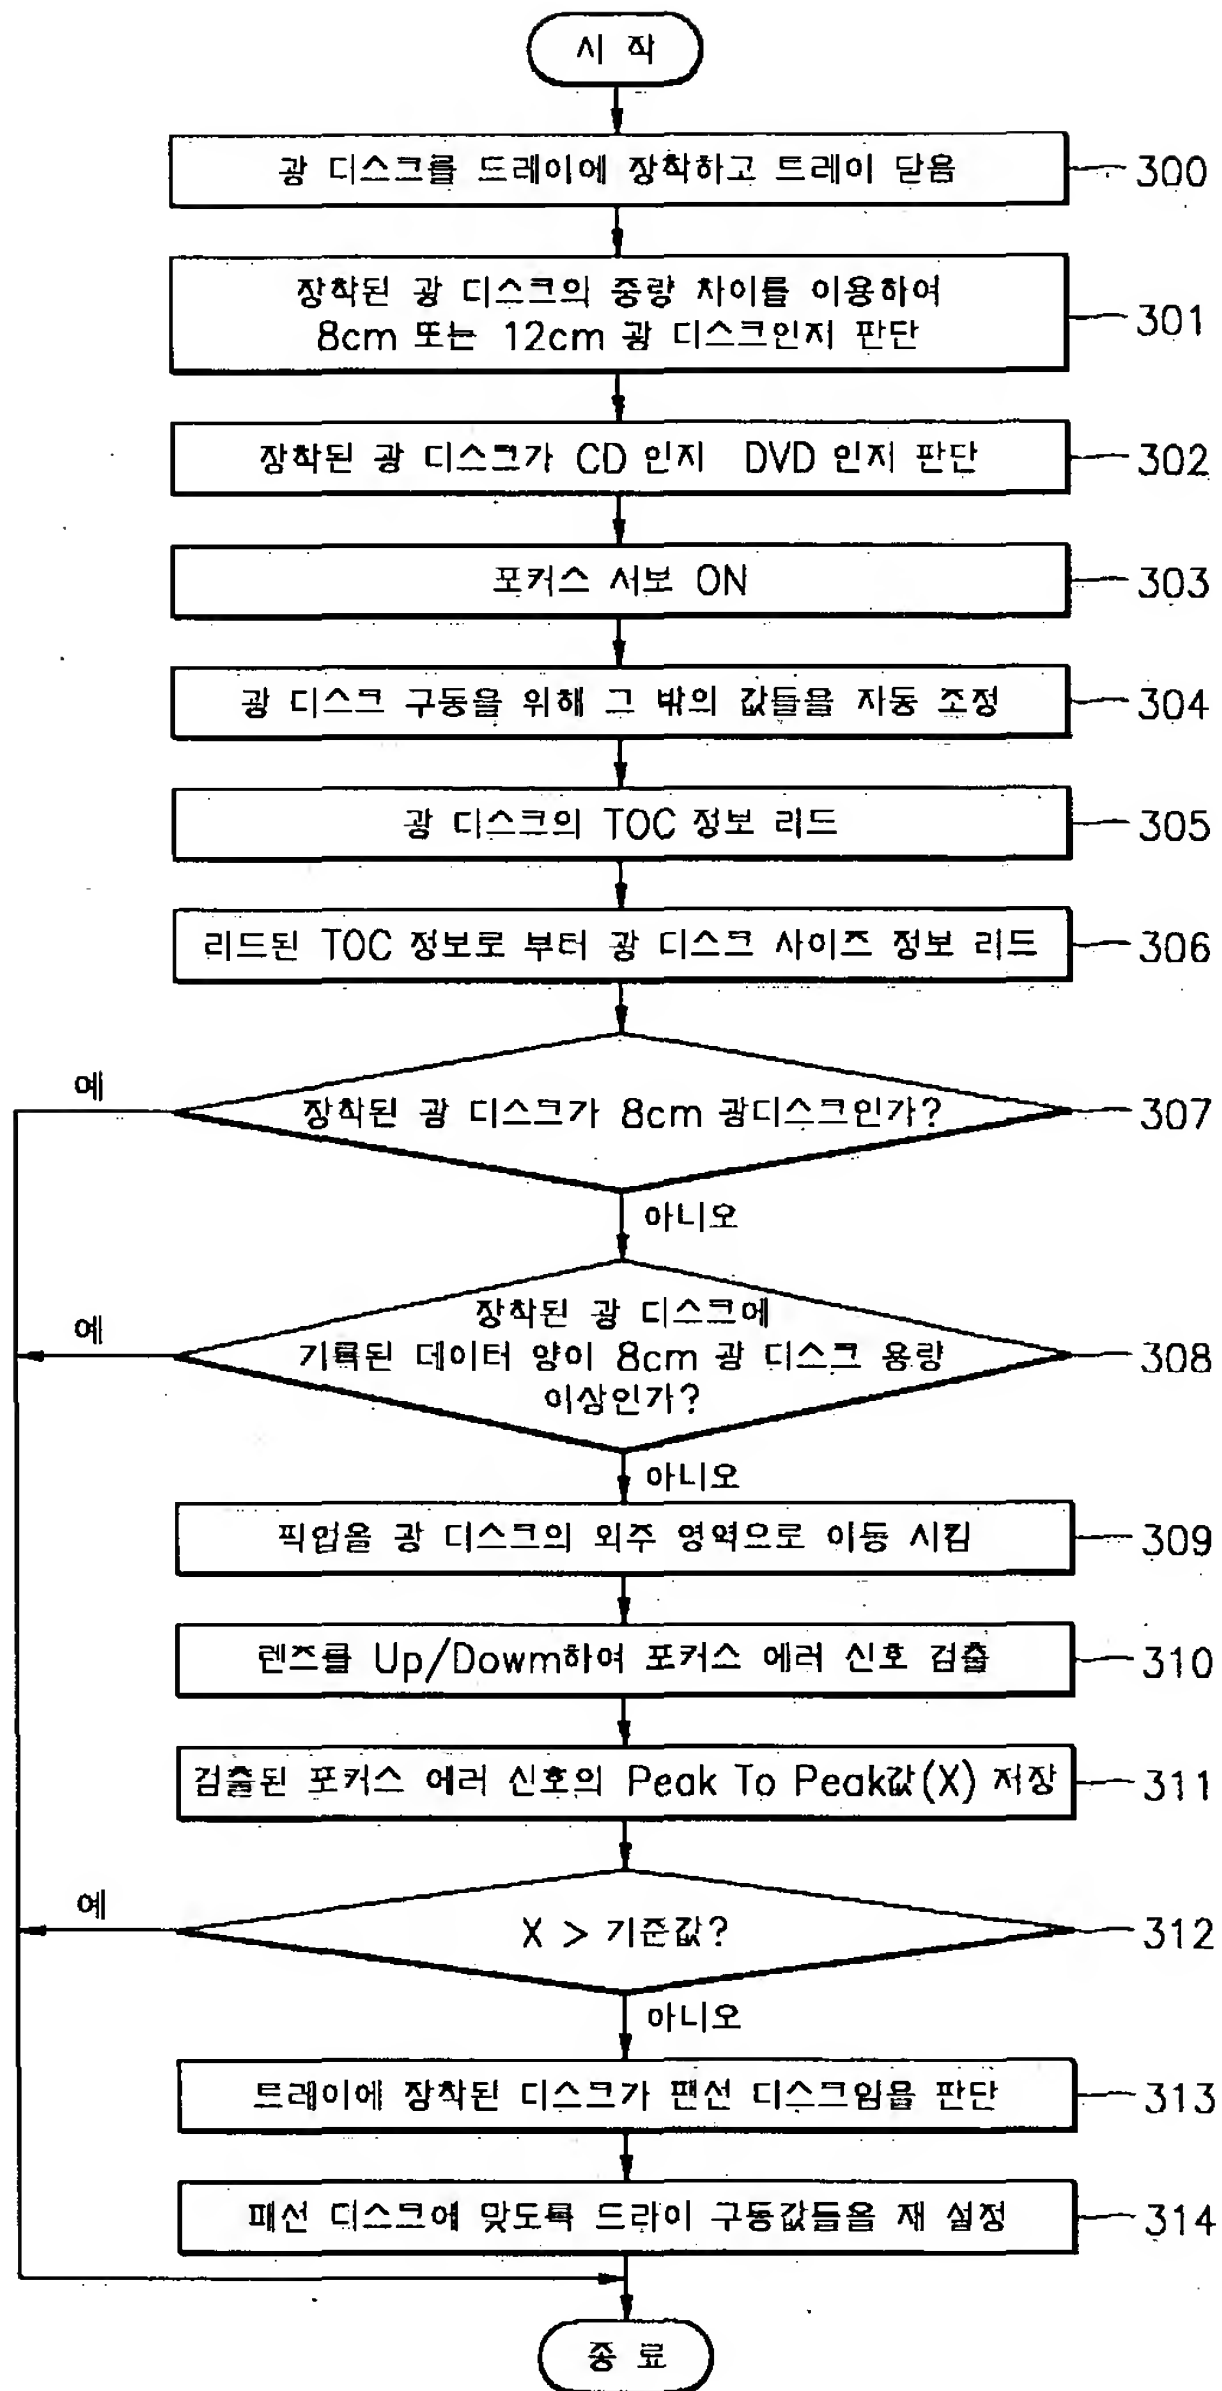 시 작
광 디스크를 드레이에 장착하고 트레이 닫음
300
장착된 광 디스크의 중량 차이를 이용하여
8cm 또는 12cm 광 디스크인지 판단
301
장착된 광 디스크가 CD 인지 DVD 인지 판단
302
포커스 서보 ON
303
광 디스크 구동을 위해 그 밖의 값들을 자동 조정
304
광 디스크의 TOC 정보 리드
305
리드된 TOC 정보로 부터 광 디스크 사이즈 정보 리드
306
예
장착된 광 디스크가 8cm 광디스크인가?
307
아니오
예
장착된 광 디스크에
기록된 데이터 양이 8cm 광 디스크 용량
이상인가?
308
아니오
픽업을 광 디스크의 외주 영역으로 이동 시킴
309
렌즈를 Up/Dowm하여 포커스 에러 신호 검출
310
검출된 포커스 에러 신호의 Peak To Peak값(X) 저장
311
예
X > 기준값?
312
아니오
트레이에 장착된 디스크가 팬선 디스크임을 판단
313
패선 디스크에 맞도록 드라이 구동값들을 재 설정
314
종 료